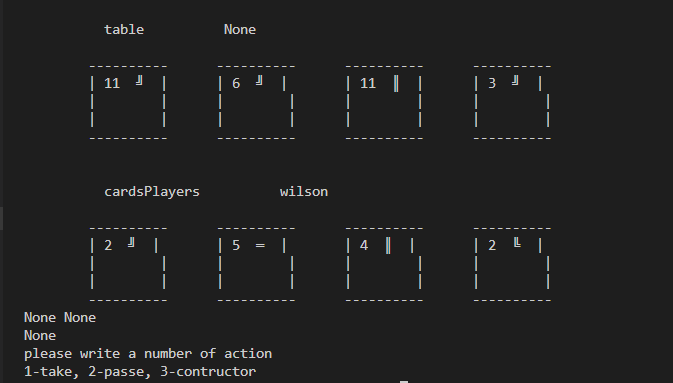 table None
----------  ----------  ----------  ----------
| 11 ╝ |  | 6 ╝ |  | 11 ║ |  | 3 ╝ |
| |  | |  | |  | |
| |  | |  | |  | |
----------  ----------  ----------  ----------
cardsPlayers wilson
----------  ----------  ----------  ----------
| 2 ╝ |  | 5 ═ |  | 4 ║ |  | 2 ╚ |
| |  | |  | |  | |
| |  | |  | |  | |
----------  ----------  ----------  ----------
None None
None
please write a number of action
1-take, 2-passe, 3-contructor